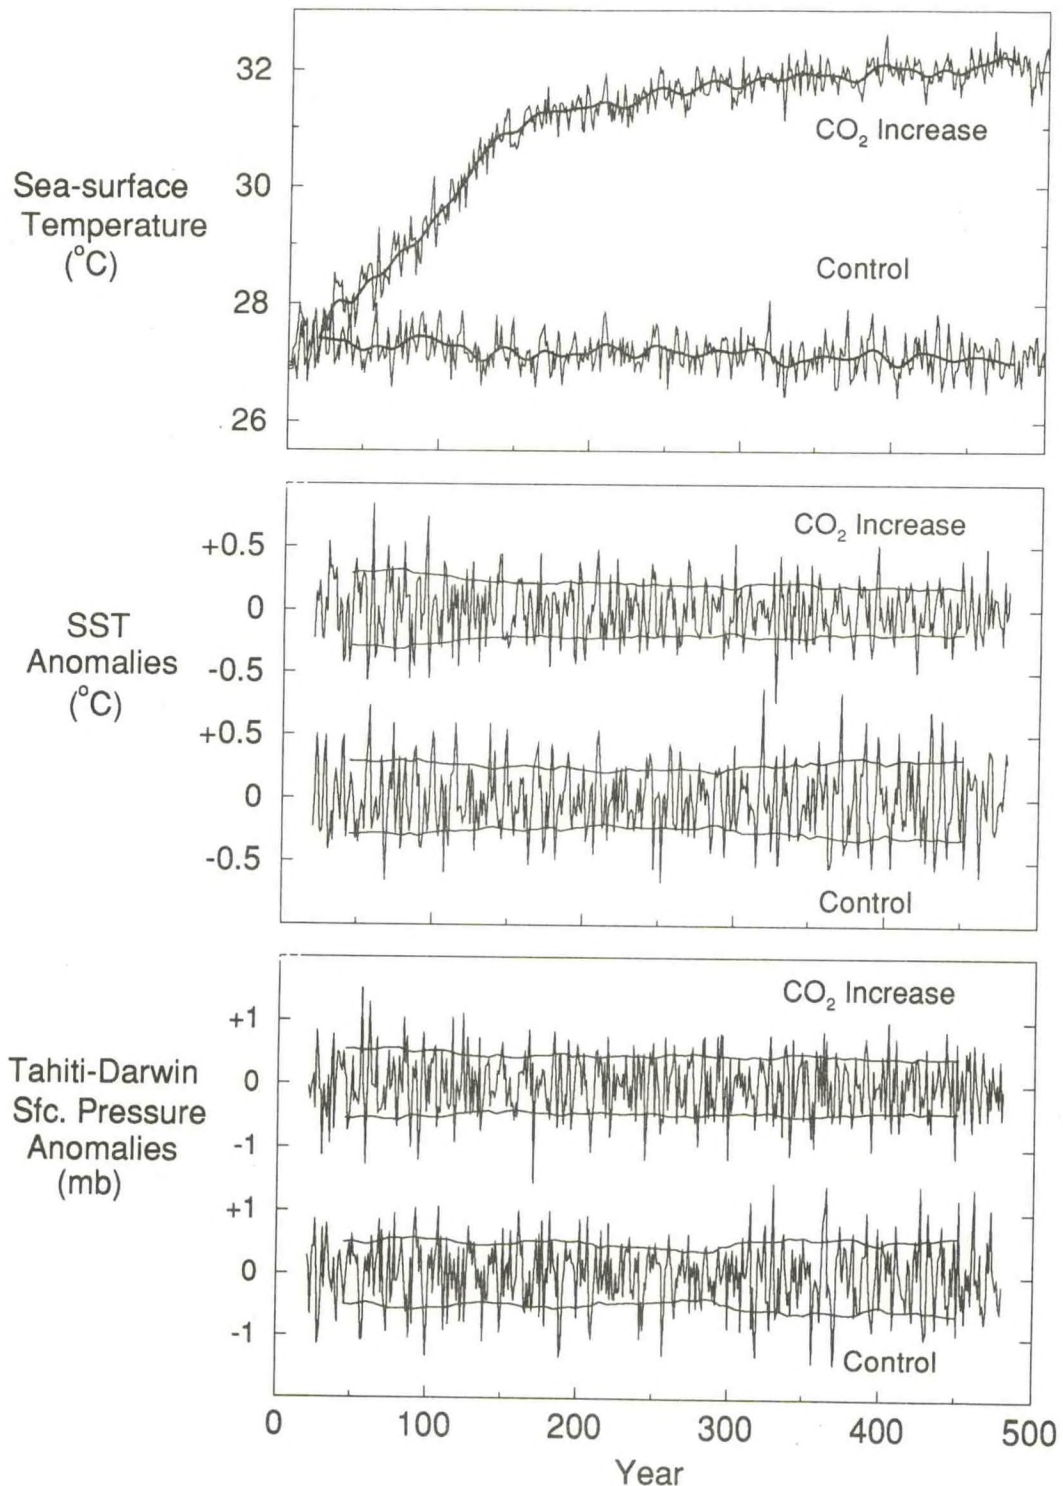 32
30
28
26
Sea-surface
Temperature
(°C)
CO₂ Increase
Control
+0.5
0
-0.5
+0.5
0
-0.5
SST
Anomalies
(°C)
CO₂ Increase
Control
+1
0
-1
+1
0
-1
Tahiti-Darwin
Sfc. Pressure
Anomalies
(mb)
CO₂ Increase
Control
0 100 200 300 400 500
Year